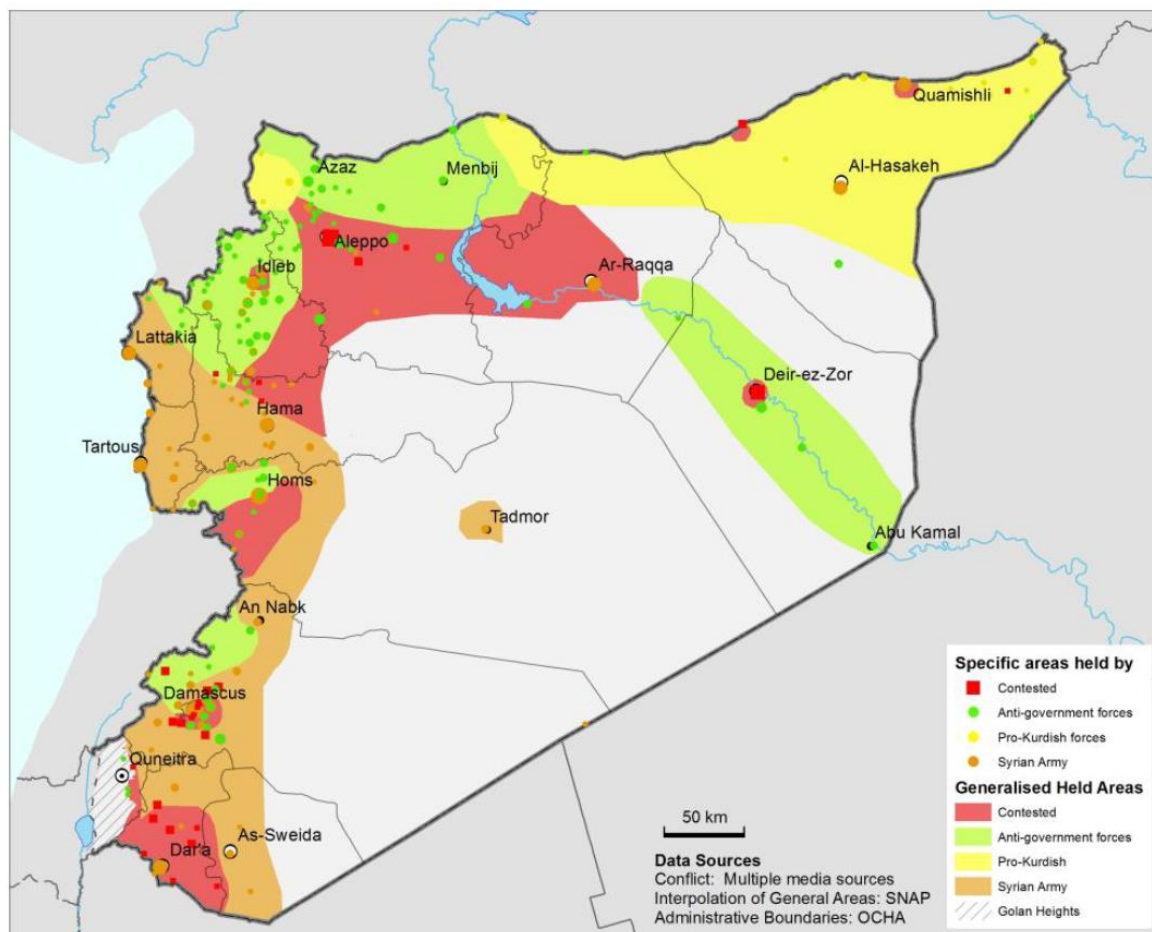 Quamishli
Azaz
Menbij
Al-Hasakeh
Aleppo
Idleb
Ar-Raqqa
Lattakia
Deir-ez-Zor
Hama
Tartous
Homs
Tadmor
Abu Kamal
An Nabk
Damascus
Quneitra
As-Sweida
Dar'a
50 km
Data Sources
Conflict: Multiple media sources
Interpolation of General Areas: SNAP
Administrative Boundaries: OCHA
Specific areas held by
Contested
Anti-government forces
Pro-Kurdish forces
Syrian Army
Generalised Held Areas
Contested
Anti-government forces
Pro-Kurdish
Syrian Army
Golan Heights